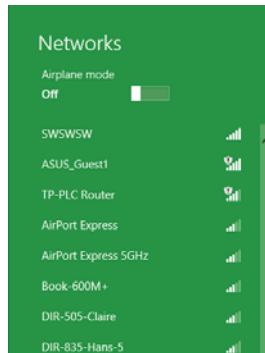 Networks
Airplane mode
Off
SWSWSW
ASUS_Guest1
TP-PLC Router
AirPort Express
AirPort Express 5GHz
Book-600M+
DIR-505-Claire
DIR-835-Hans-5